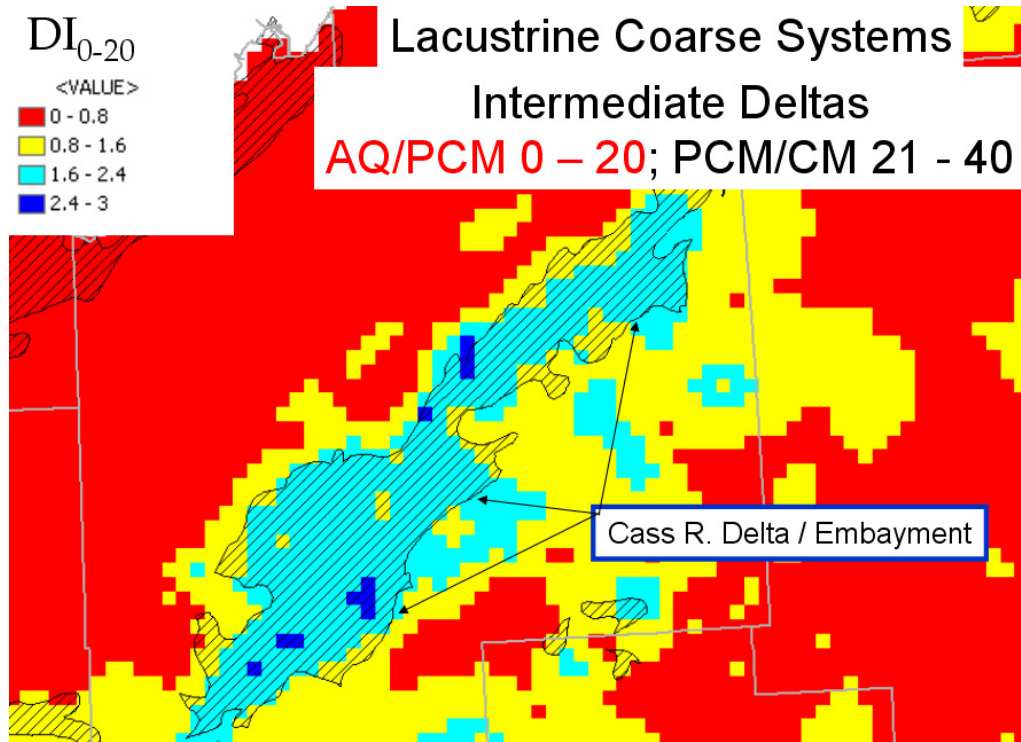 DI0-20
<VALUE>
0 - 0.8
0.8 - 1.6
1.6 - 2.4
2.4 - 3
Lacustrine Coarse Systems
Intermediate Deltas
AQ/PCM 0 – 20; PCM/CM 21 - 40
Cass R. Delta / Embayment